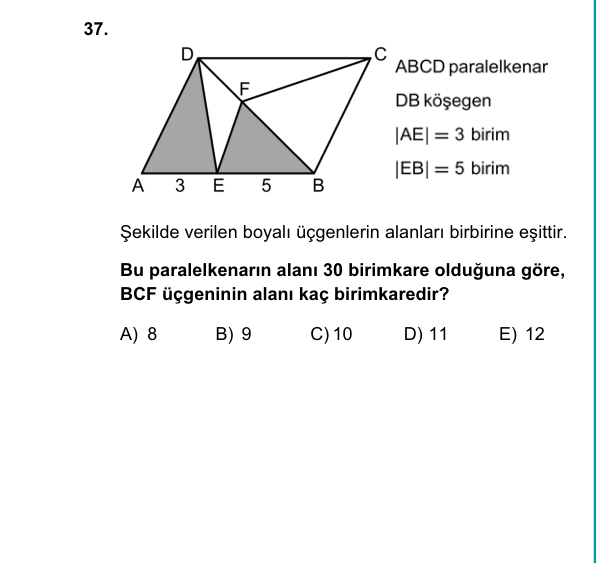 37.
D
C
F
A 3 E 5 B
ABCD paralelkenar
DB köşegen
|AE| = 3 birim
|EB| = 5 birim
Şekilde verilen boyalı üçgenlerin alanları birbirine eşittir.
Bu paralelkenarın alanı 30 birimkare olduğuna göre,
BCF üçgeninin alanı kaç birimkaredir?
A) 8 B) 9 C) 10 D) 11 E) 12